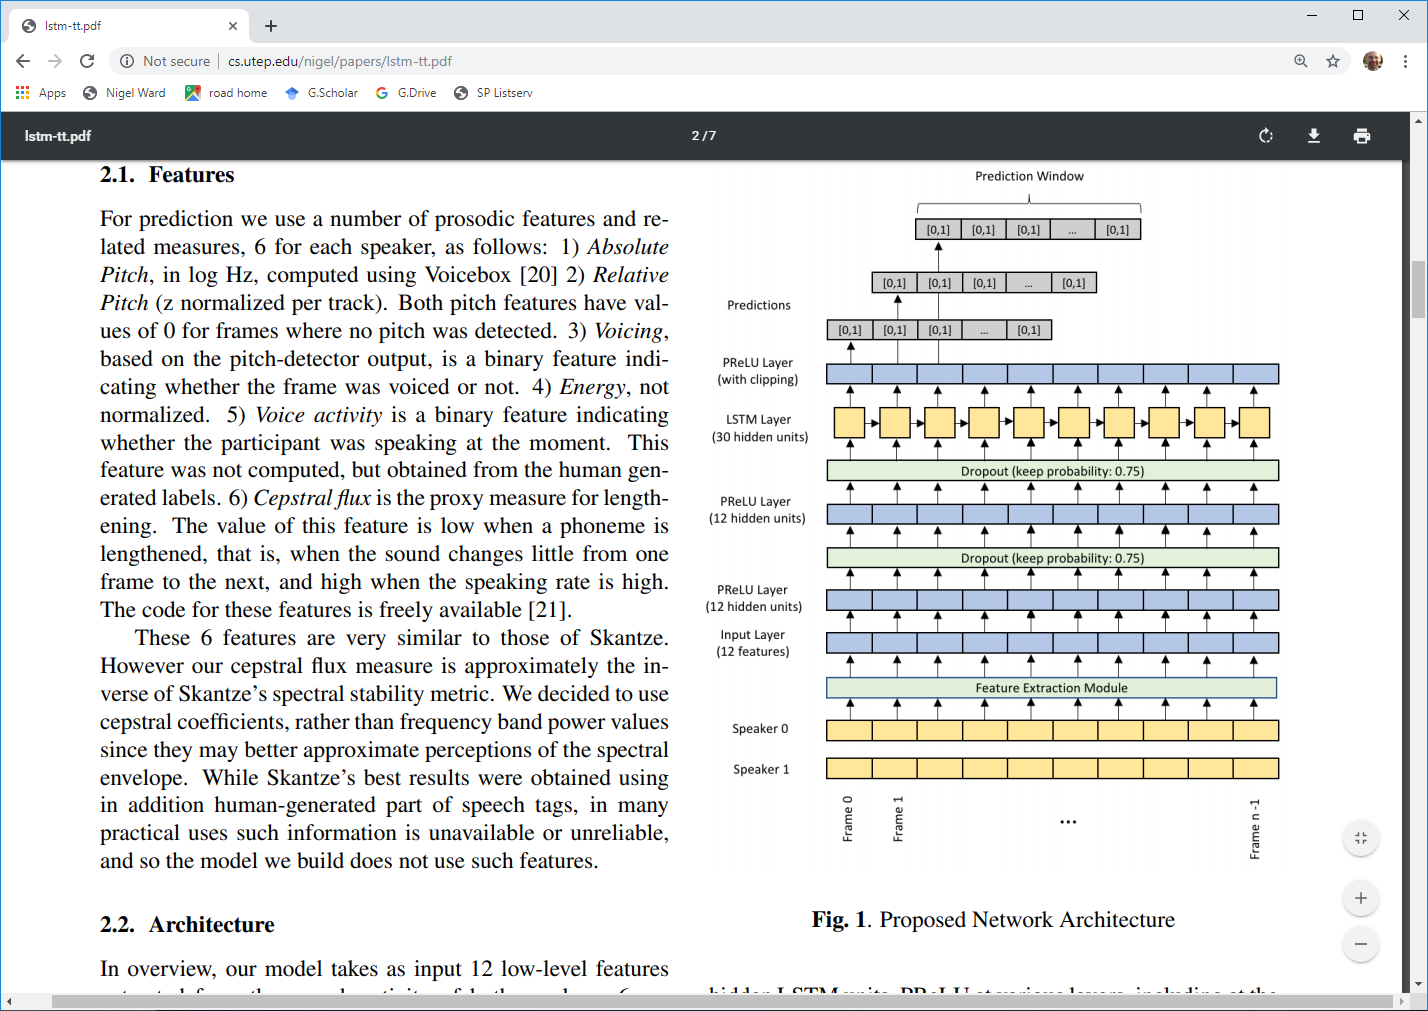 lstm-tt.pdf
Not secure
cs.utep.edu/nigel/papers/lstm-tt.pdf
Apps
Nigel Ward
road home
G.Scholar
G.Drive
SP Listserv
lstm-tt.pdf
2 / 7
2.1. Features
For prediction we use a number of prosodic features and re-
lated measures, 6 for each speaker, as follows: 1) Absolute
Pitch, in log Hz, computed using Voicebox [20] 2) Relative
Pitch (z normalized per track). Both pitch features have val-
ues of 0 for frames where no pitch was detected. 3) Voicing,
based on the pitch-detector output, is a binary feature indi-
cating whether the frame was voiced or not. 4) Energy, not
normalized. 5) Voice activity is a binary feature indicating
whether the participant was speaking at the moment. This
feature was not computed, but obtained from the human gen-
erated labels. 6) Cepstral flux is the proxy measure for length-
ening. The value of this feature is low when a phoneme is
lengthened, that is, when the sound changes little from one
frame to the next, and high when the speaking rate is high.
The code for these features is freely available [21].
These 6 features are very similar to those of Skantze.
However our cepstral flux measure is approximately the in-
verse of Skantze's spectral stability metric. We decided to use
cepstral coefficients, rather than frequency band power values
since they may better approximate perceptions of the spectral
envelope. While Skantze's best results were obtained using
in addition human-generated part of speech tags, in many
practical uses such information is unavailable or unreliable,
and so the model we build does not use such features.
2.2. Architecture
In overview, our model takes as input 12 low-level features
Prediction Window
[0,1] [0,1] [0,1] ... [0,1]
[0,1] [0,1] [0,1] ... [0,1]
Predictions
[0,1] [0,1] [0,1] ... [0,1]
PReLU Layer
(with clipping)
LSTM Layer
(30 hidden units)
Dropout (keep probability: 0.75)
PReLU Layer
(12 hidden units)
Dropout (keep probability: 0.75)
PReLU Layer
(12 hidden units)
Input Layer
(12 features)
Feature Extraction Module
Speaker 0
Speaker 1
Frame 0
Frame 1
...
Frame n -1
Fig. 1. Proposed Network Architecture
hidden LSTM units, PReLU at various layers, including at the